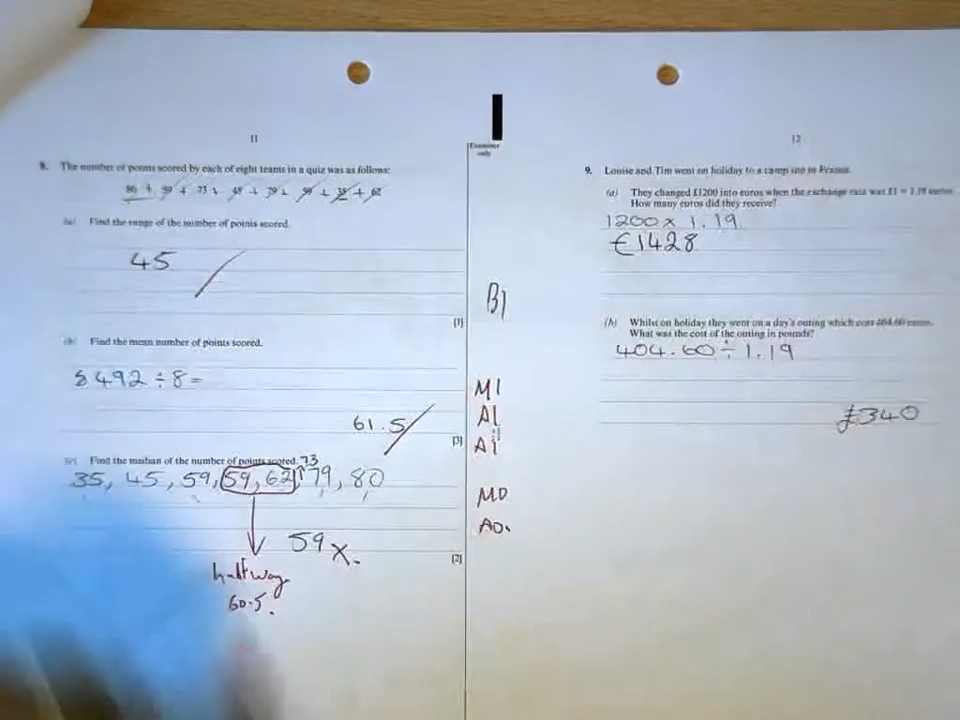 11
Examiner only
8. The number of points scored by each of eight teams in a quiz was as follows:
80 + 59 + 73 + 45 + 79 + 59 + 35 + 62
(a) Find the range of the number of points scored.
45
[1]
B1
(b) Find the mean number of points scored.
492 ÷ 8 =
61.5
[3]
M1
A1
A1
(c) Find the median of the number of points scored.
73
35, 45, 59, 59, 62, 79, 80
59 X.
[2]
halfway
60.5.
M0
A0.
12
9. Louise and Tim went on holiday to a camp site in France.
(a) They changed £1200 into euros when the exchange rate was £1 = 1.19 euros.
How many euros did they receive?
1200 x 1.19
€1428
(b) Whilst on holiday they went on a day's outing which cost 404.60 euros.
What was the cost of the outing in pounds?
404.60 ÷ 1.19
£340